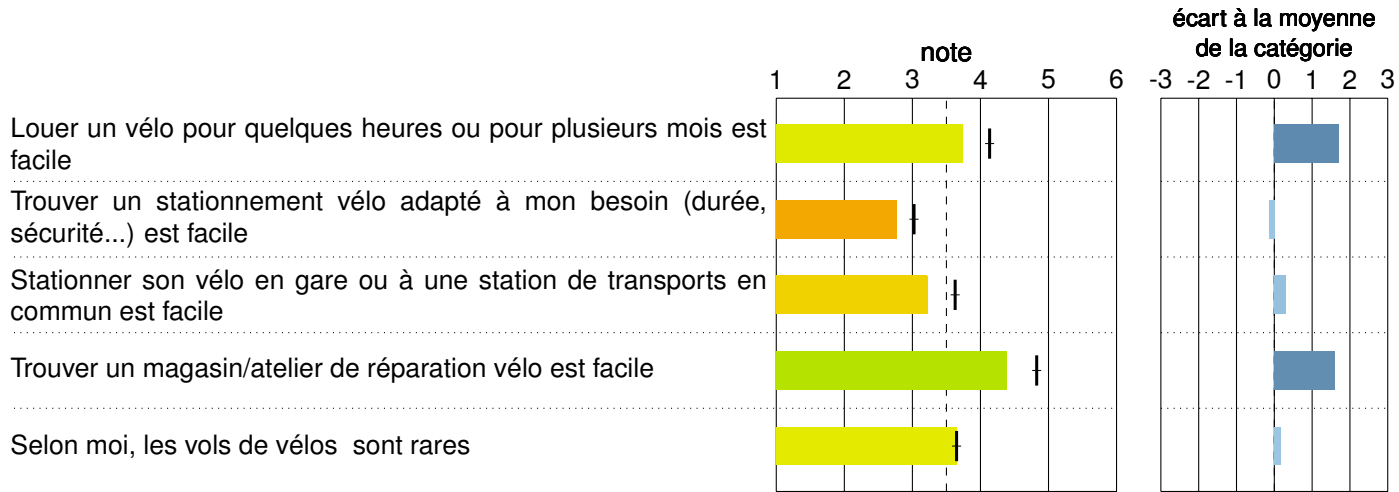 écart à la moyenne
de la catégorie
note
1 2 3 4 5 6
-3 -2 -1 0 1 2 3
Louer un vélo pour quelques heures ou pour plusieurs mois est
facile
Trouver un stationnement vélo adapté à mon besoin (durée,
sécurité...) est facile
Stationner son vélo en gare ou à une station de transports en
commun est facile
Trouver un magasin/atelier de réparation vélo est facile
Selon moi, les vols de vélos sont rares